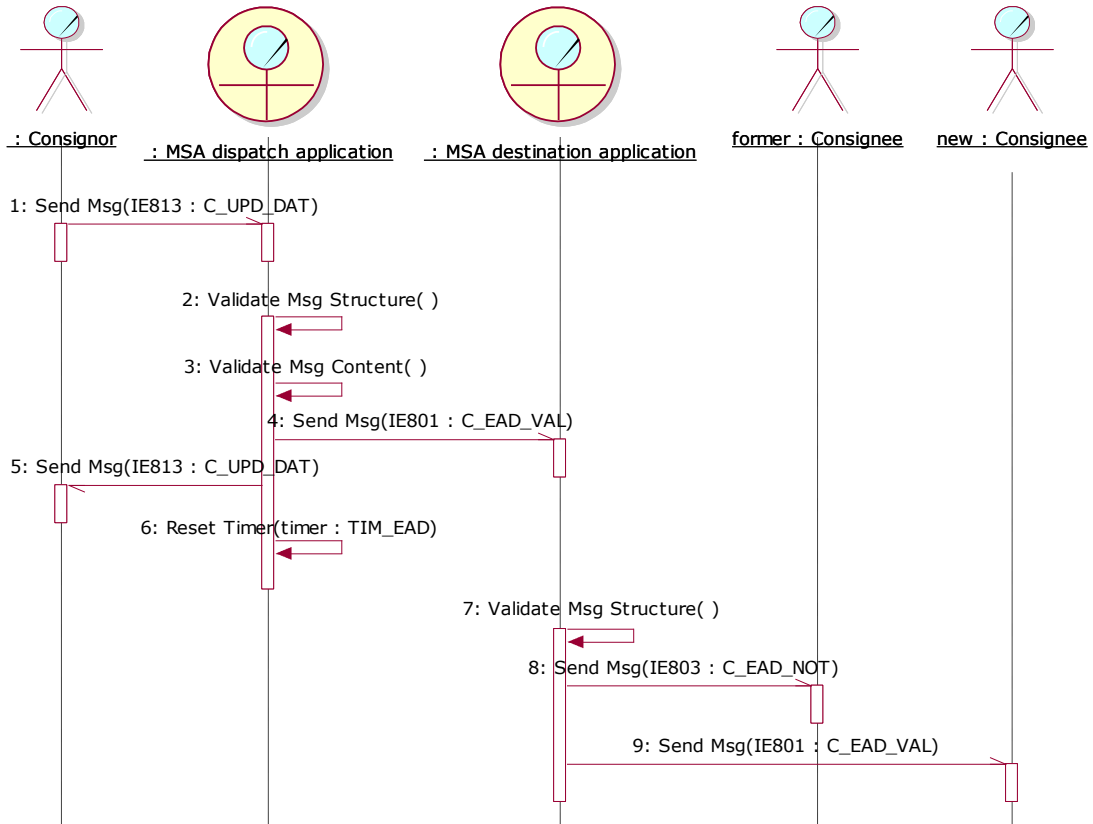 : Consignor
: MSA dispatch application
: MSA destination application
former : Consignee
new : Consignee
1: Send Msg(IE813 : C_UPD_DAT)
2: Validate Msg Structure( )
3: Validate Msg Content( )
4: Send Msg(IE801 : C_EAD_VAL)
5: Send Msg(IE813 : C_UPD_DAT)
6: Reset Timer(timer : TIM_EAD)
7: Validate Msg Structure( )
8: Send Msg(IE803 : C_EAD_NOT)
9: Send Msg(IE801 : C_EAD_VAL)